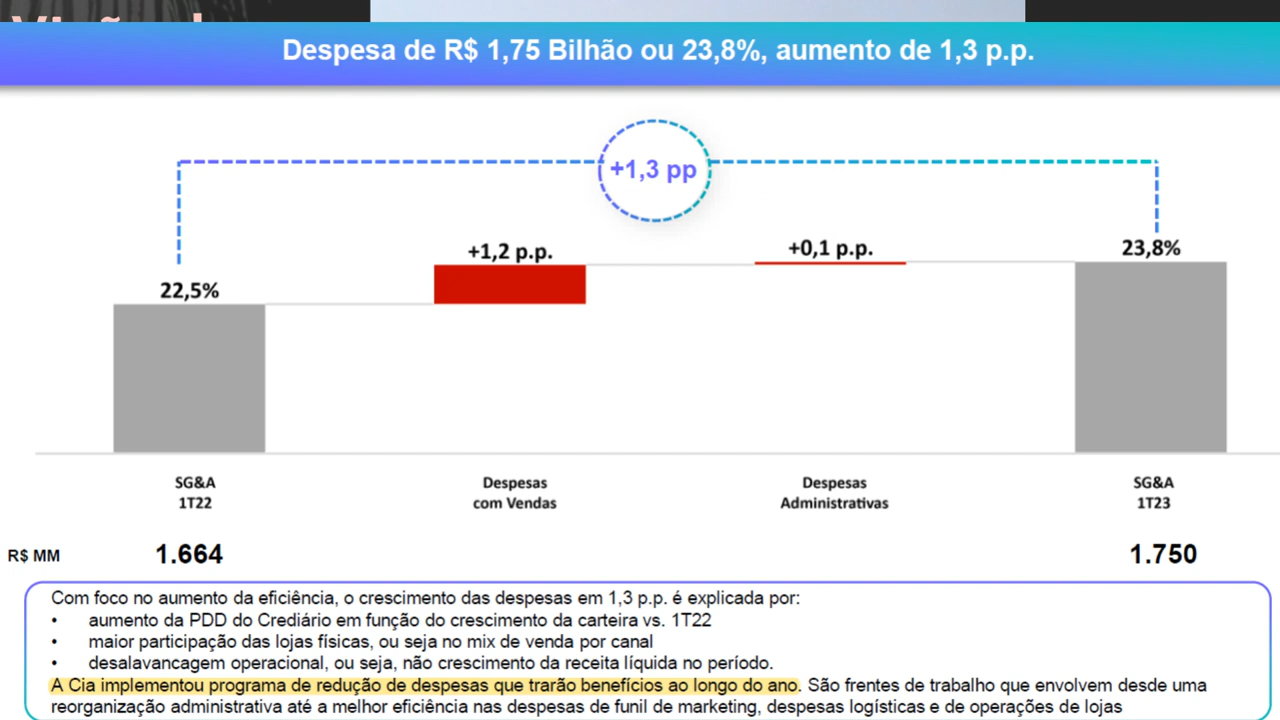 Despesa de R$ 1,75 Bilhão ou 23,8%, aumento de 1,3 p.p.
+1,3 pp
+1,2 p.p.
+0,1 p.p.
23,8%
22,5%
SG&A
1T22
Despesas
com Vendas
Despesas
Administrativas
SG&A
1T23
R$ MM
1.664
1.750
Com foco no aumento da eficiência, o crescimento das despesas em 1,3 p.p. é explicada por:
• aumento da PDD do Crediário em função do crescimento da carteira vs. 1T22
• maior participação das lojas físicas, ou seja no mix de venda por canal
• desalavancagem operacional, ou seja, não crescimento da receita líquida no período.
A Cia implementou programa de redução de despesas que trarão benefícios ao longo do ano. São frentes de trabalho que envolvem desde uma
reorganização administrativa até a melhor eficiência nas despesas de funil de marketing, despesas logísticas e de operações de lojas